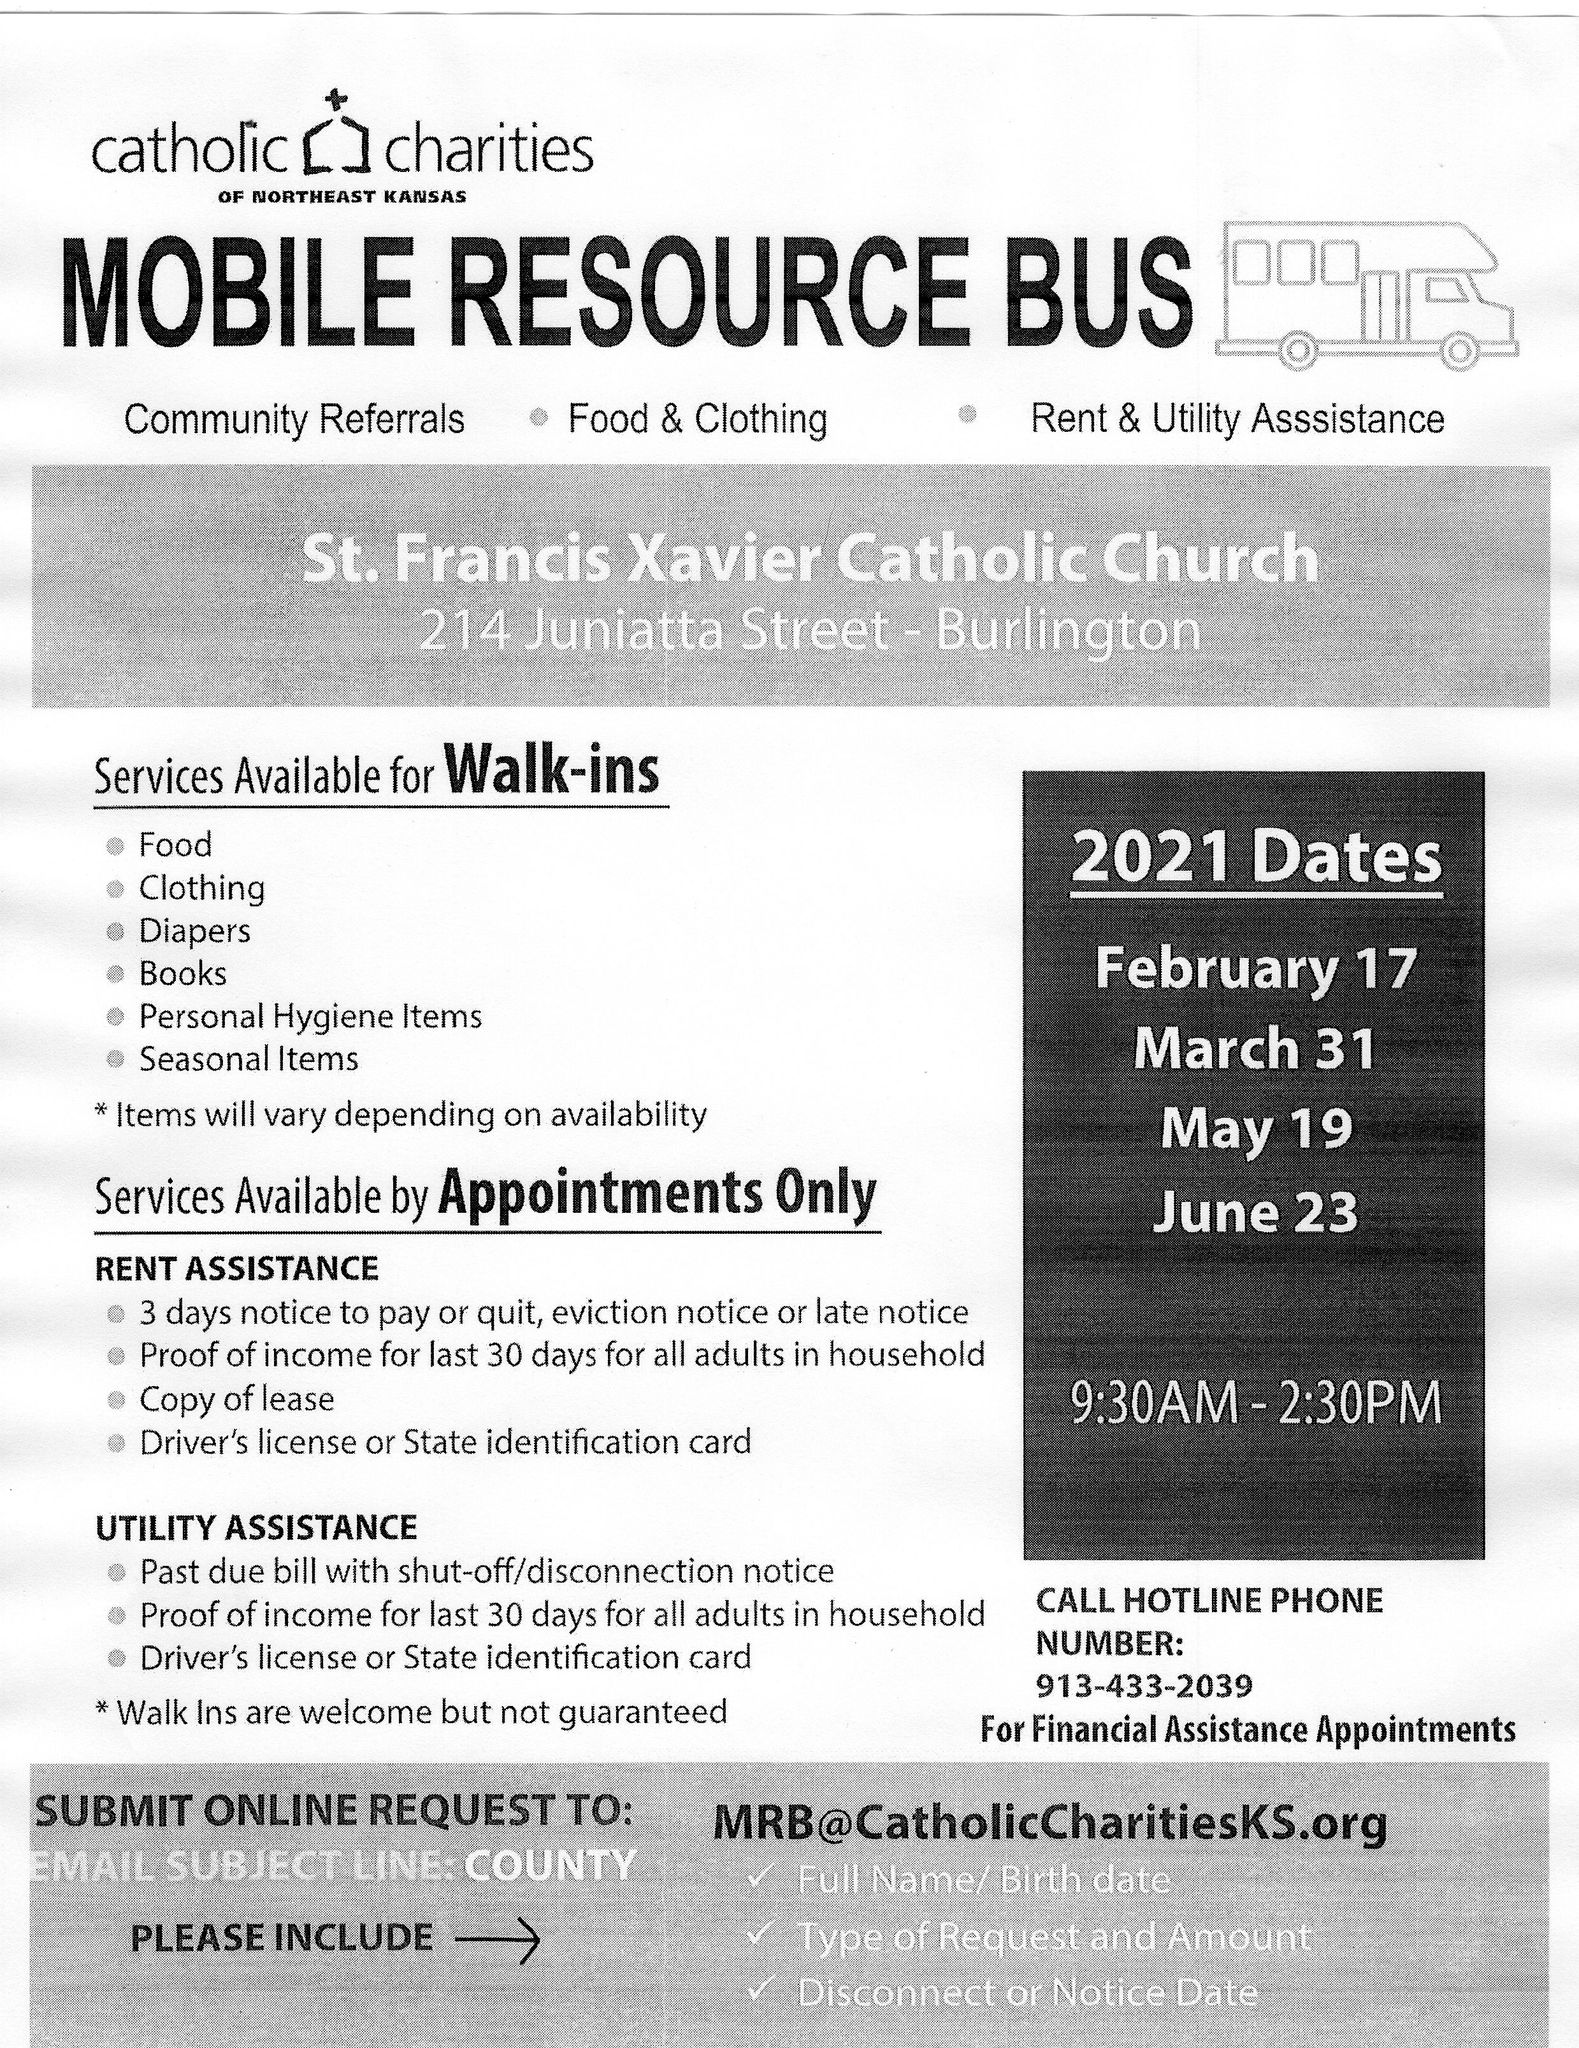 catholic charities
OF NORTHEAST KANSAS
MOBILE RESOURCE BUS
Community Referrals • Food & Clothing • Rent & Utility Asssistance
St. Francis Xavier Catholic Church
214 Juniatta Street - Burlington
Services Available for Walk-ins
• Food
• Clothing
• Diapers
• Books
• Personal Hygiene Items
• Seasonal Items
* Items will vary depending on availability
Services Available by Appointments Only
RENT ASSISTANCE
• 3 days notice to pay or quit, eviction notice or late notice
• Proof of income for last 30 days for all adults in household
• Copy of lease
• Driver's license or State identification card
UTILITY ASSISTANCE
• Past due bill with shut-off/disconnection notice
• Proof of income for last 30 days for all adults in household
• Driver's license or State identification card
* Walk Ins are welcome but not guaranteed
2021 Dates
February 17
March 31
May 19
June 23
9:30AM - 2:30PM
CALL HOTLINE PHONE
NUMBER:
913-433-2039
For Financial Assistance Appointments
SUBMIT ONLINE REQUEST TO:
EMAIL SUBJECT LINE: COUNTY
PLEASE INCLUDE →
MRB@CatholicCharitiesKS.org
✓ Full Name/ Birth date
✓ Type of Request and Amount
✓ Disconnect or Notice Date